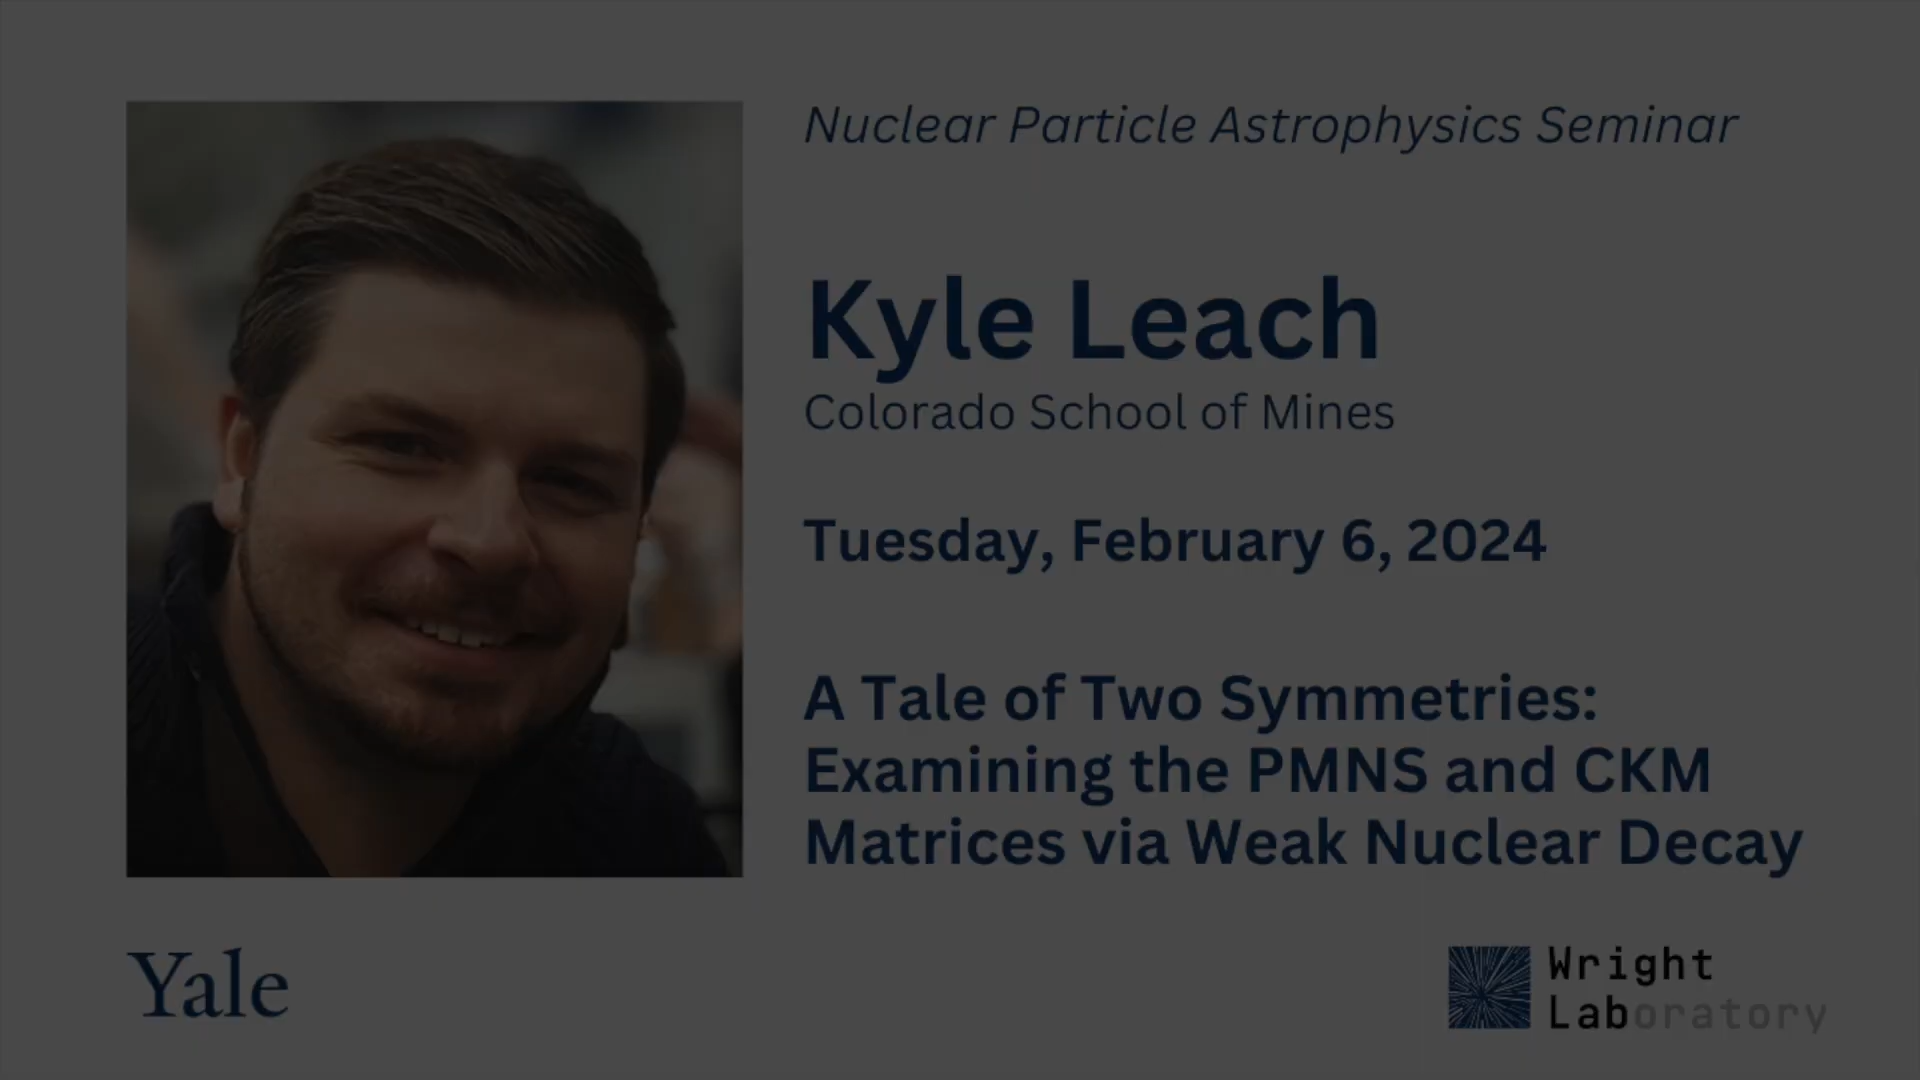 Nuclear Particle Astrophysics Seminar
Kyle Leach
Colorado School of Mines
Tuesday, February 6, 2024
A Tale of Two Symmetries:
Examining the PMNS and CKM
Matrices via Weak Nuclear Decay
Yale
Wright
Laboratory